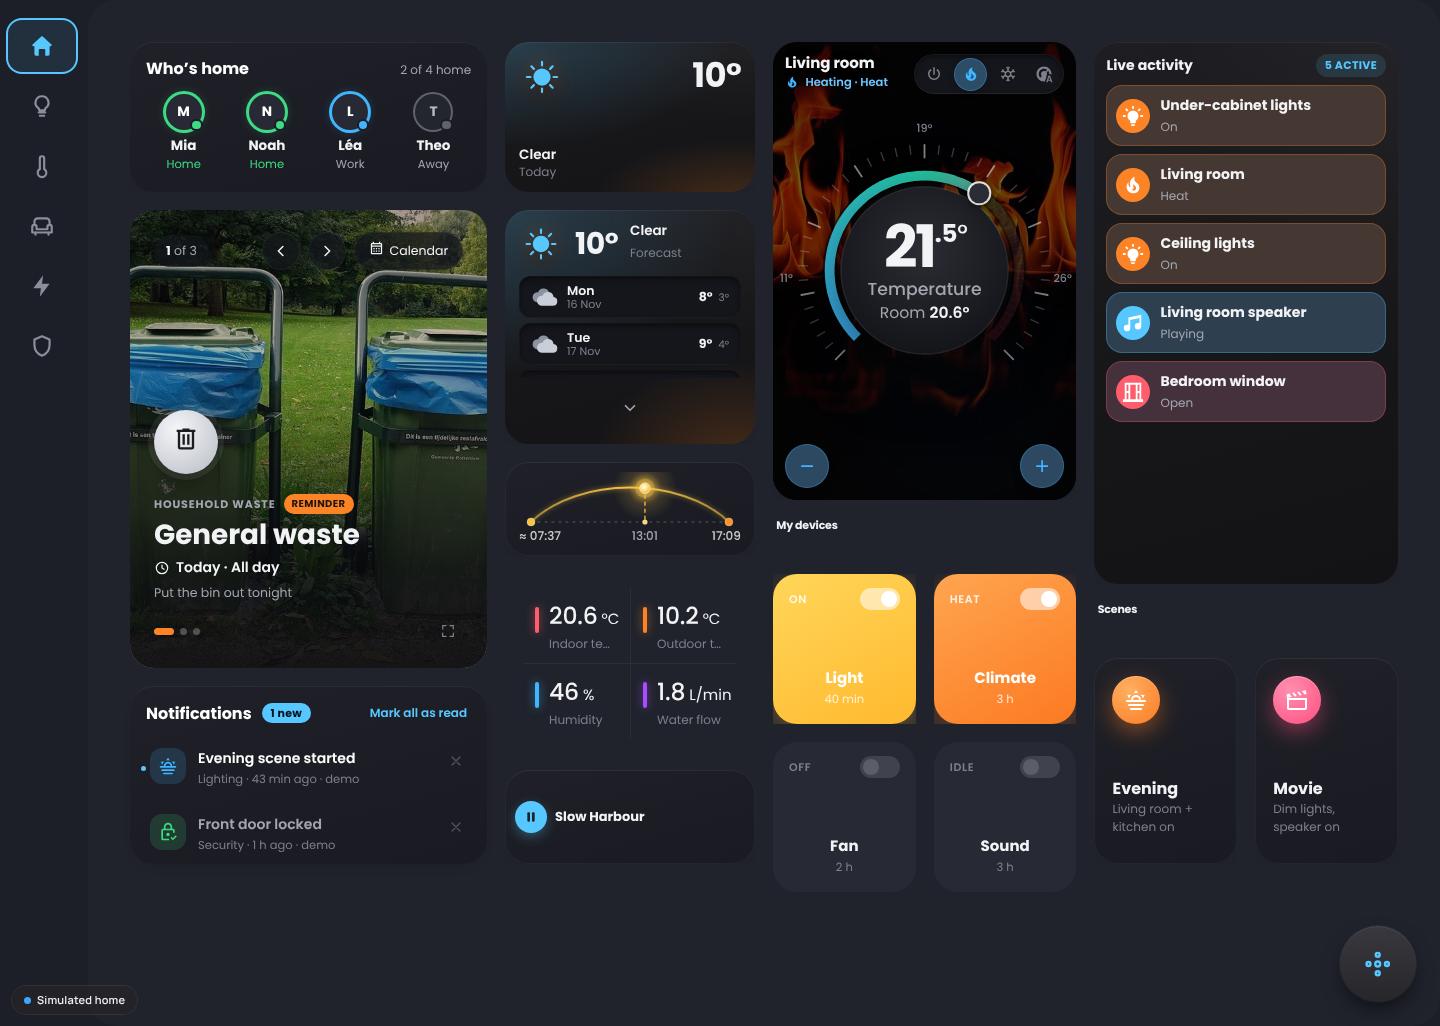 Who's home
2 of 4 home
M
N
L
T
Mia
Noah
Léa
Theo
Home
Home
Work
Away
1 of 3
Calendar
HOUSEHOLD WASTE
REMINDER
General waste
Today · All day
Put the bin out tonight
Notifications
1 new
Mark all as read
Evening scene started
Lighting · 43 min ago · demo
Front door locked
Security · 1 h ago · demo
10°
Clear
Today
10°
Clear
Forecast
Mon
16 Nov
8° 3°
Tue
17 Nov
9° 4°
≈ 07:37
13:01
17:09
20.6 °C
Indoor te...
10.2 °C
Outdoor t...
46 %
Humidity
1.8 L/min
Water flow
Slow Harbour
Living room
Heating · Heat
A
19°
11°
26°
21.5°
Temperature
Room 20.6°
My devices
ON
Light
40 min
HEAT
Climate
3 h
OFF
Fan
2 h
IDLE
Sound
3 h
Live activity
5 ACTIVE
Under-cabinet lights
On
Living room
Heat
Ceiling lights
On
Living room speaker
Playing
Bedroom window
Open
Scenes
Evening
Living room +
kitchen on
Movie
Dim lights,
speaker on
Simulated home